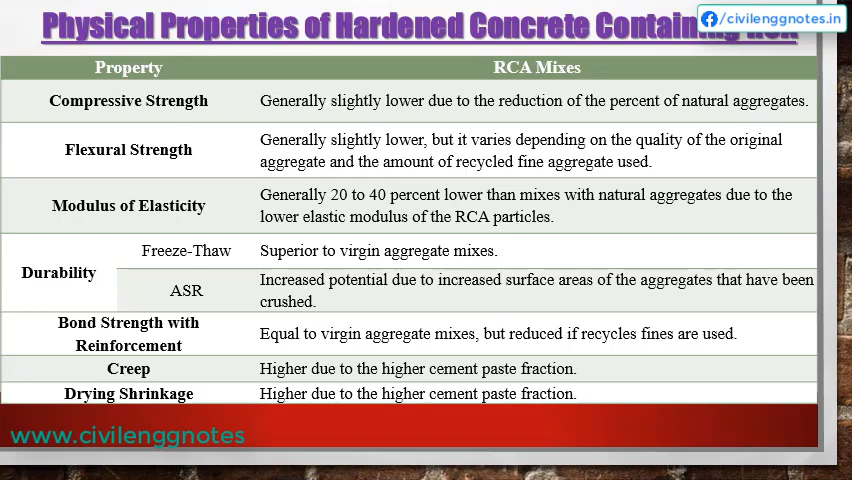 Physical Properties of Hardened Concrete Containing
/civilenggnotes.in
Property RCA Mixes
Compressive Strength Generally slightly lower due to the reduction of the percent of natural aggregates.
Flexural Strength Generally slightly lower, but it varies depending on the quality of the original
aggregate and the amount of recycled fine aggregate used.
Modulus of Elasticity Generally 20 to 40 percent lower than mixes with natural aggregates due to the
lower elastic modulus of the RCA particles.
Durability Freeze-Thaw Superior to virgin aggregate mixes.
ASR Increased potential due to increased surface areas of the aggregates that have been
crushed.
Bond Strength with
Reinforcement Equal to virgin aggregate mixes, but reduced if recycles fines are used.
Creep Higher due to the higher cement paste fraction.
Drying Shrinkage Higher due to the higher cement paste fraction.
www.civilenggnotes